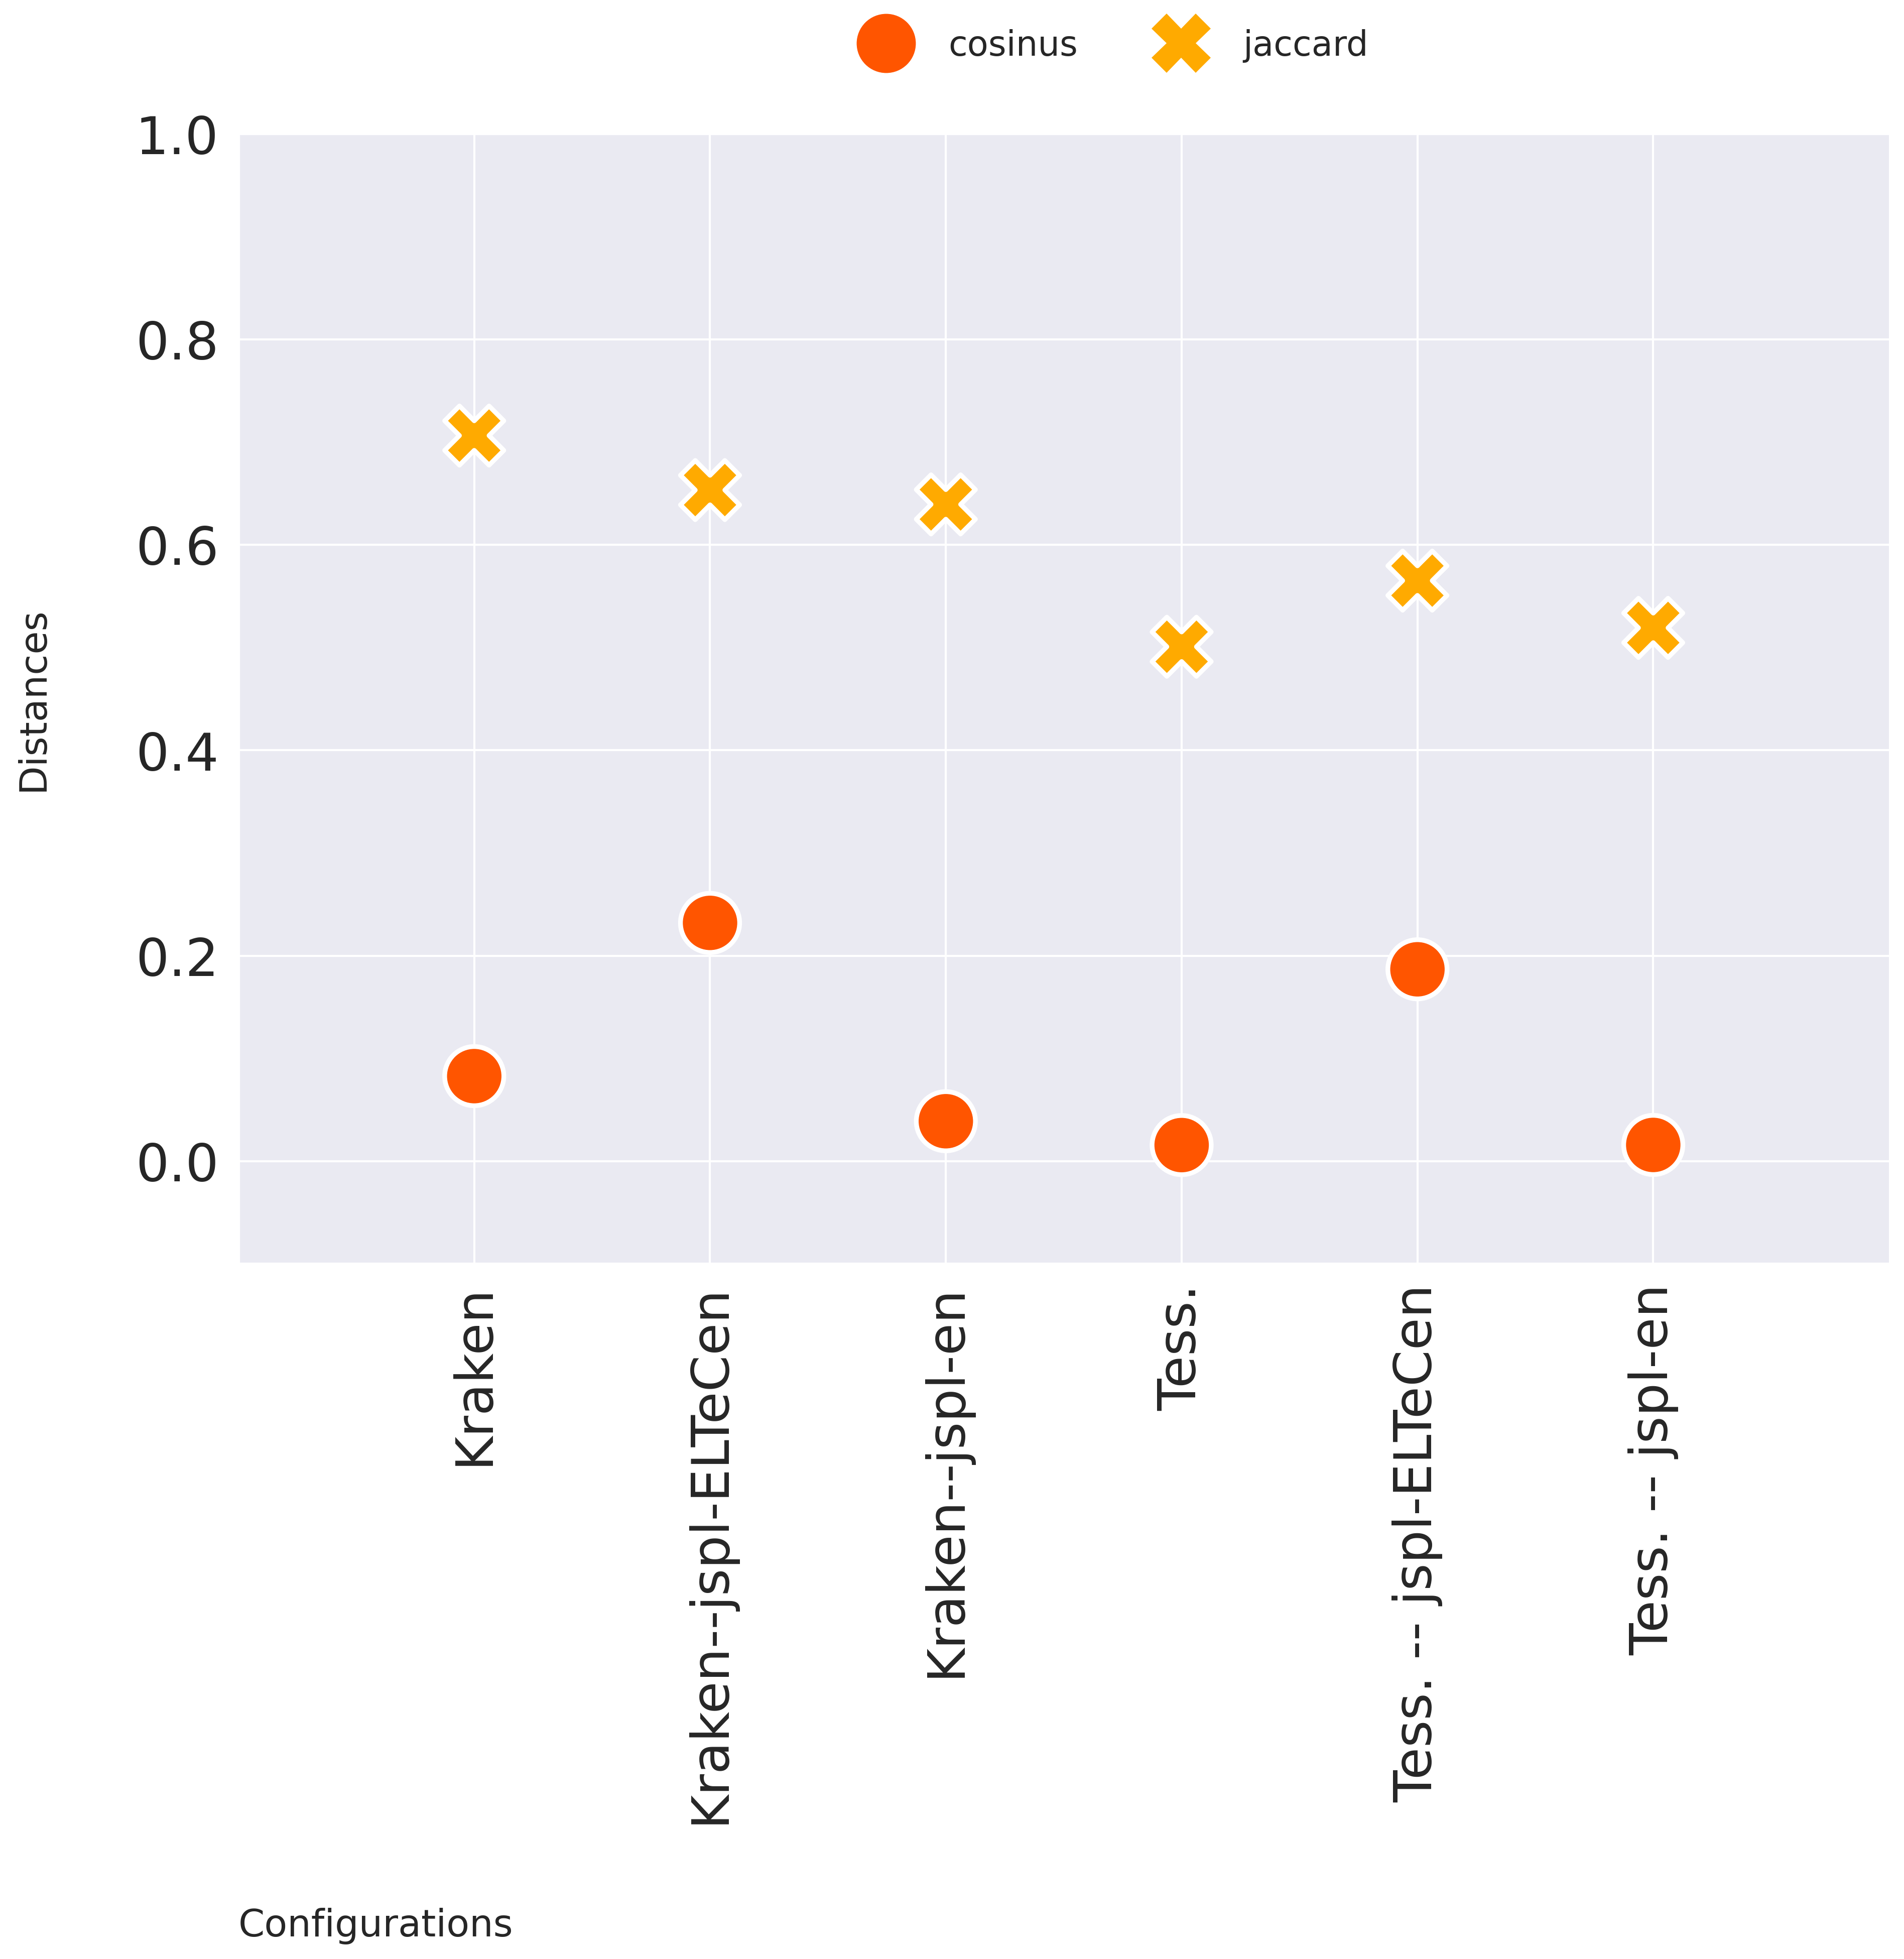 cosinus
jaccard
1.0
0.8
0.6
0.4
0.2
0.0
Distances
Kraken
Kraken--jspl-ELTeCen
Kraken--jspl-en
Tess.
Tess. -- jspl-ELTeCen
Tess. -- jspl-en
Configurations